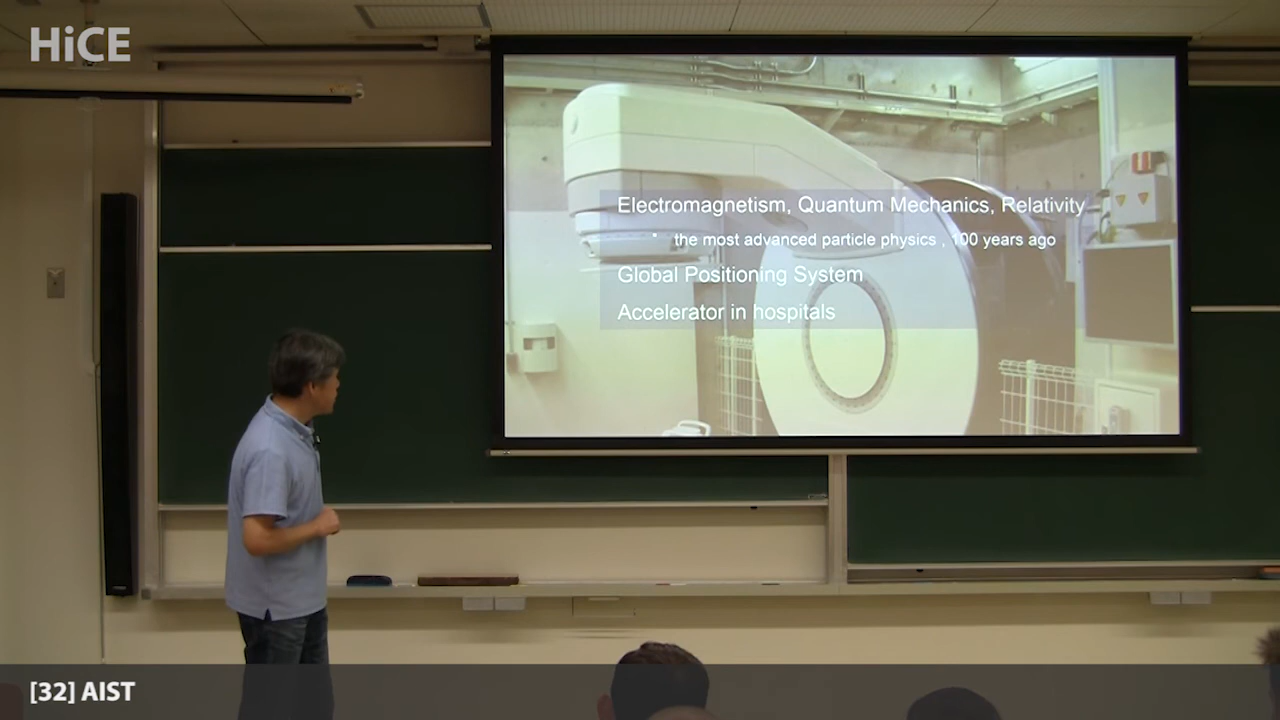 HiCE
Electromagnetism, Quantum Mechanics, Relativity
the most advanced particle physics , 100 years ago
Global Positioning System
Accelerator in hospitals
[32] AIST